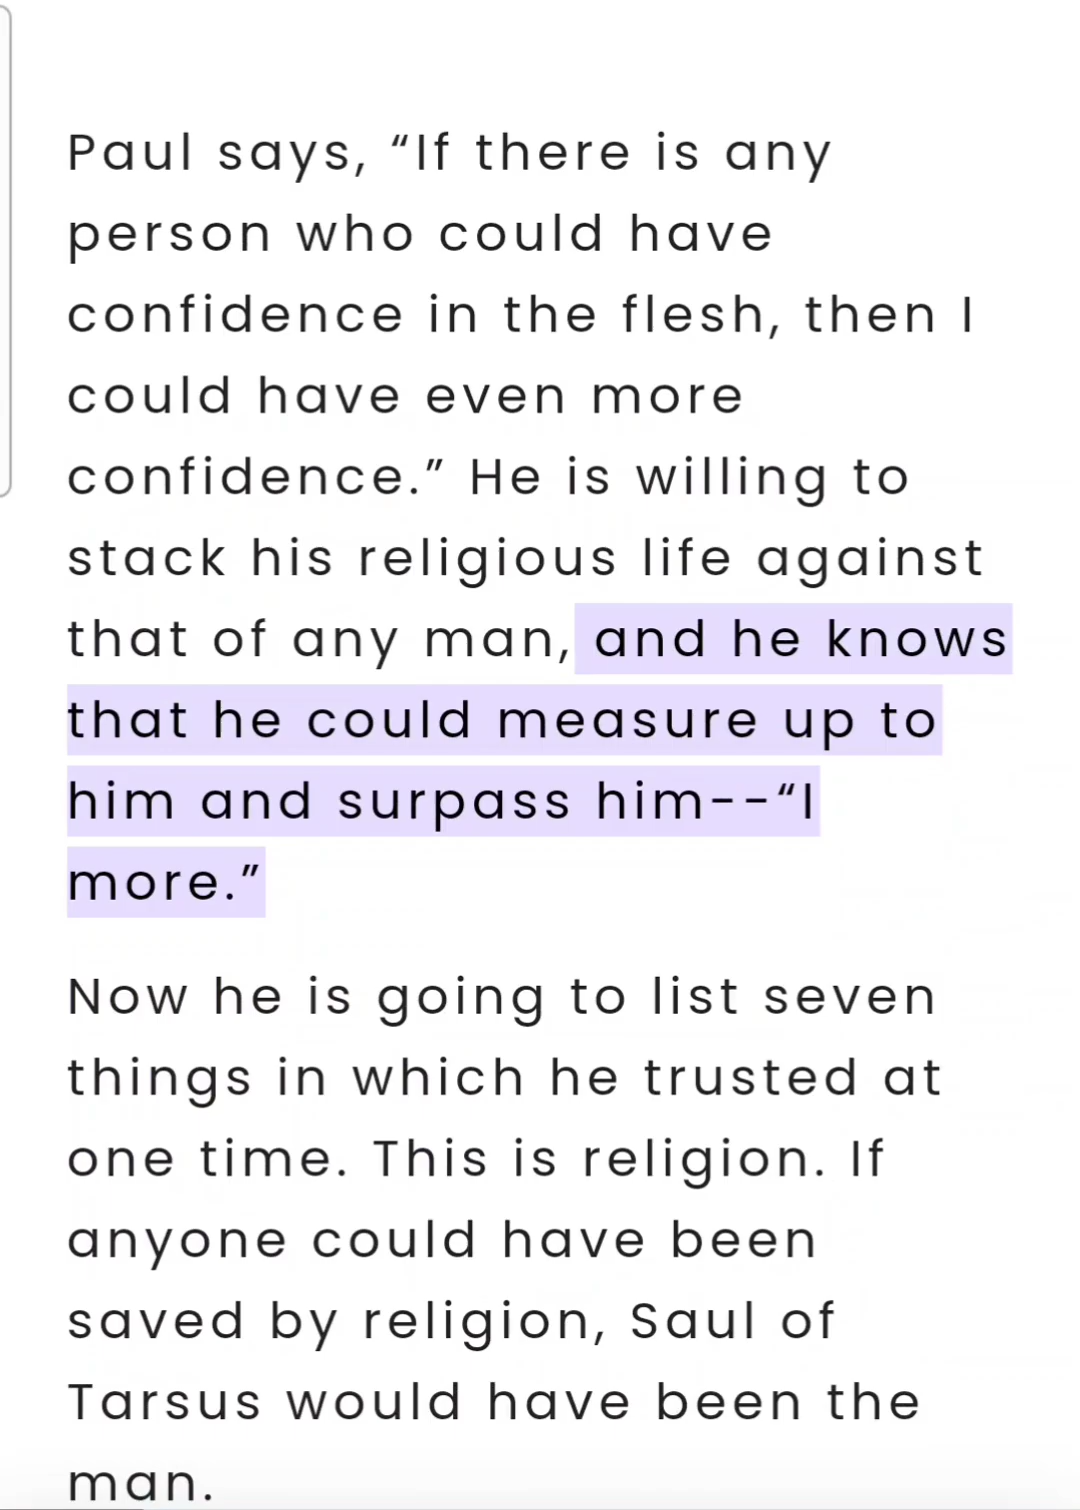 Paul says, “If there is any
person who could have
confidence in the flesh, then I
could have even more
confidence.” He is willing to
stack his religious life against
that of any man, and he knows
that he could measure up to
him and surpass him--“I
more.”
Now he is going to list seven
things in which he trusted at
one time. This is religion. If
anyone could have been
saved by religion, Saul of
Tarsus would have been the
man.